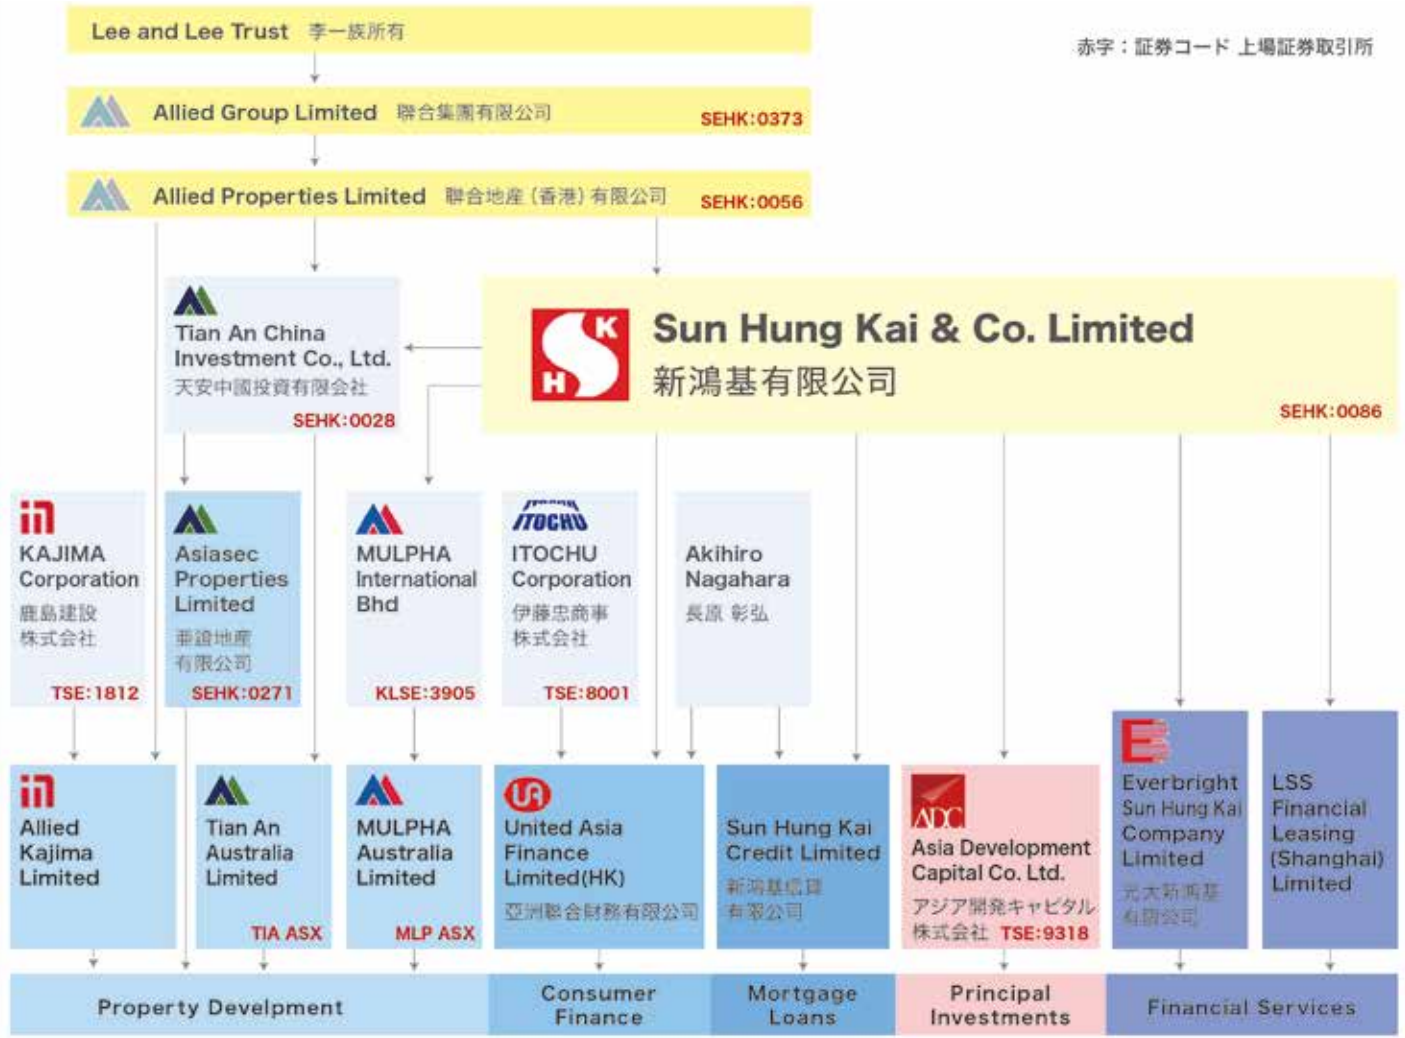 Lee and Lee Trust 李一族所有
赤字：証券コード 上場証券取引所
Allied Group Limited 聯合集團有限公司
SEHK:0373
Allied Properties Limited 聯合地産（香港）有限公司
SEHK:0056
Tian An China
Investment Co., Ltd.
天安中國投資有限会社
SEHK:0028
K
S
H
Sun Hung Kai & Co. Limited
新鴻基有限公司
SEHK:0086
KAJIMA
Corporation
鹿島建設
株式会社
TSE:1812
Asiasec
Properties
Limited
亜證地産
有限公司
SEHK:0271
MULPHA
International
Bhd
KLSE:3905
ITOCHU
ITOCHU
Corporation
伊藤忠商事
株式会社
TSE:8001
Akihiro
Nagahara
長原 彰弘
Allied
Kajima
Limited
Tian An
Australia
Limited
TIA ASX
MULPHA
Australia
Limited
MLP ASX
UA
United Asia
Finance
Limited(HK)
亞洲聯合財務有限公司
Sun Hung Kai
Credit Limited
新鴻基信貸
有限公司
ADC
Asia Development
Capital Co. Ltd.
アジア開発キャピタル
株式会社 TSE:9318
Everbright
Sun Hung Kai
Company
Limited
光大新鴻基
有限公司
LSS
Financial
Leasing
(Shanghai)
Limited
Property Develpment
Consumer
Finance
Mortgage
Loans
Principal
Investments
Financial Services